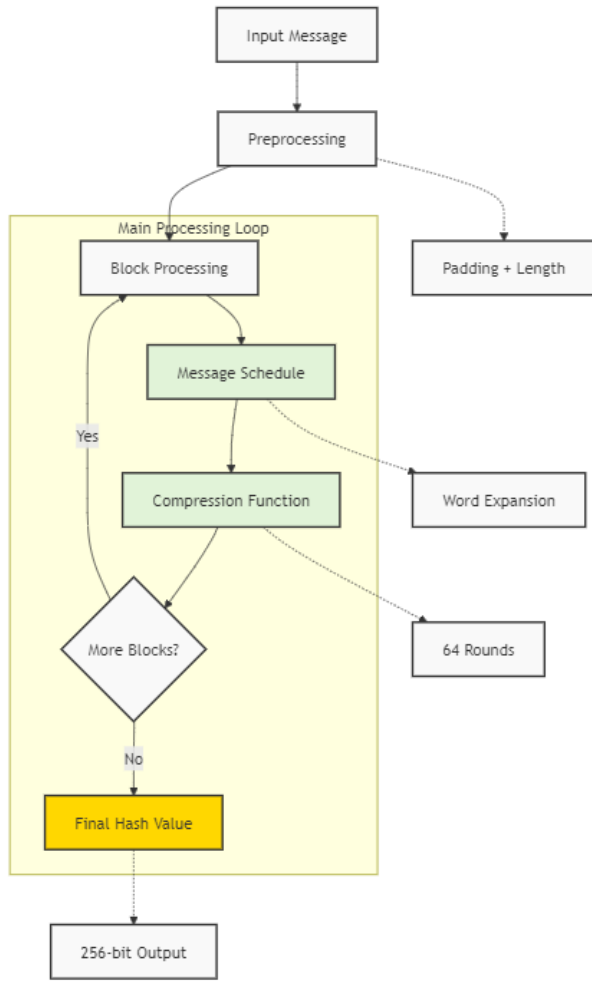 Input Message
Preprocessing
Main Processing Loop
Block Processing
Padding + Length
Message Schedule
Yes
Compression Function
Word Expansion
More Blocks?
64 Rounds
No
Final Hash Value
256-bit Output